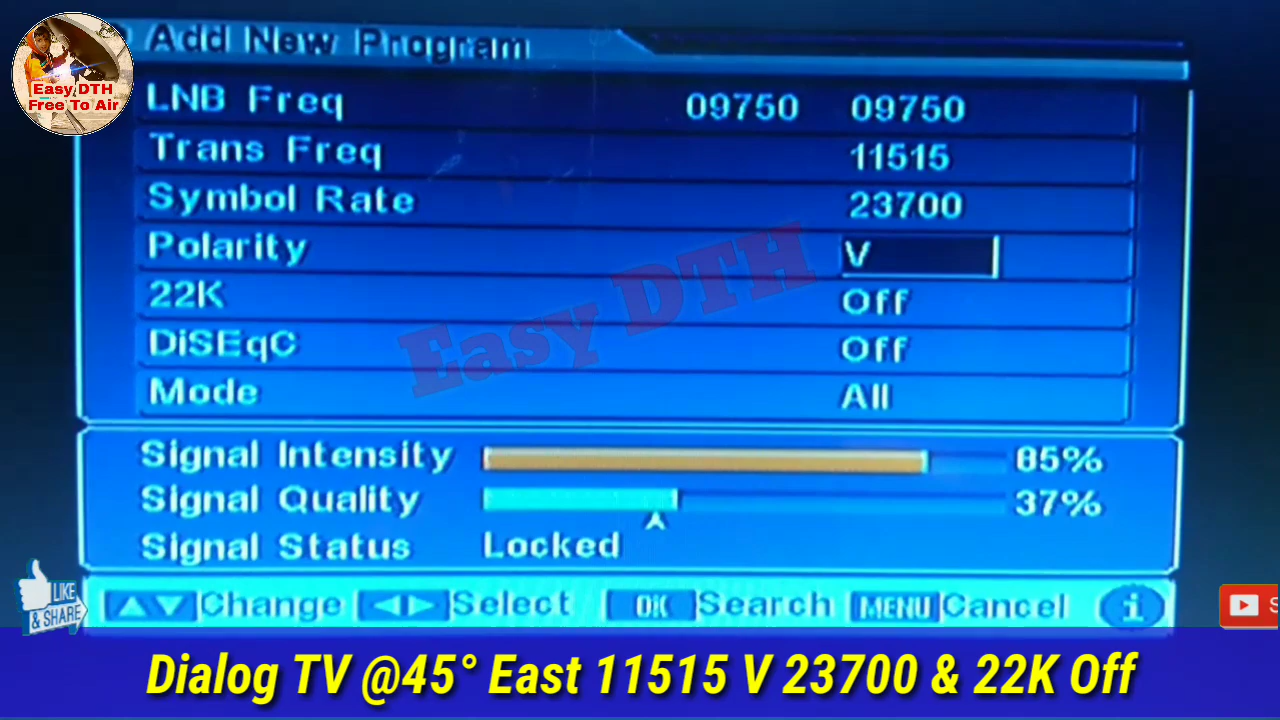 Easy DTH
Free To Air
Add New Program
LNB Freq 09750 09750
Trans Freq 11515
Symbol Rate 23700
Polarity V
22K Off
DiSEqC Off
Mode All
Easy DTH
Signal Intensity 85%
Signal Quality 37%
Signal Status Locked
Change Select OK Search MENU Cancel i
LIKE
& SHARE
S
Dialog TV @45° East 11515 V 23700 & 22K Off